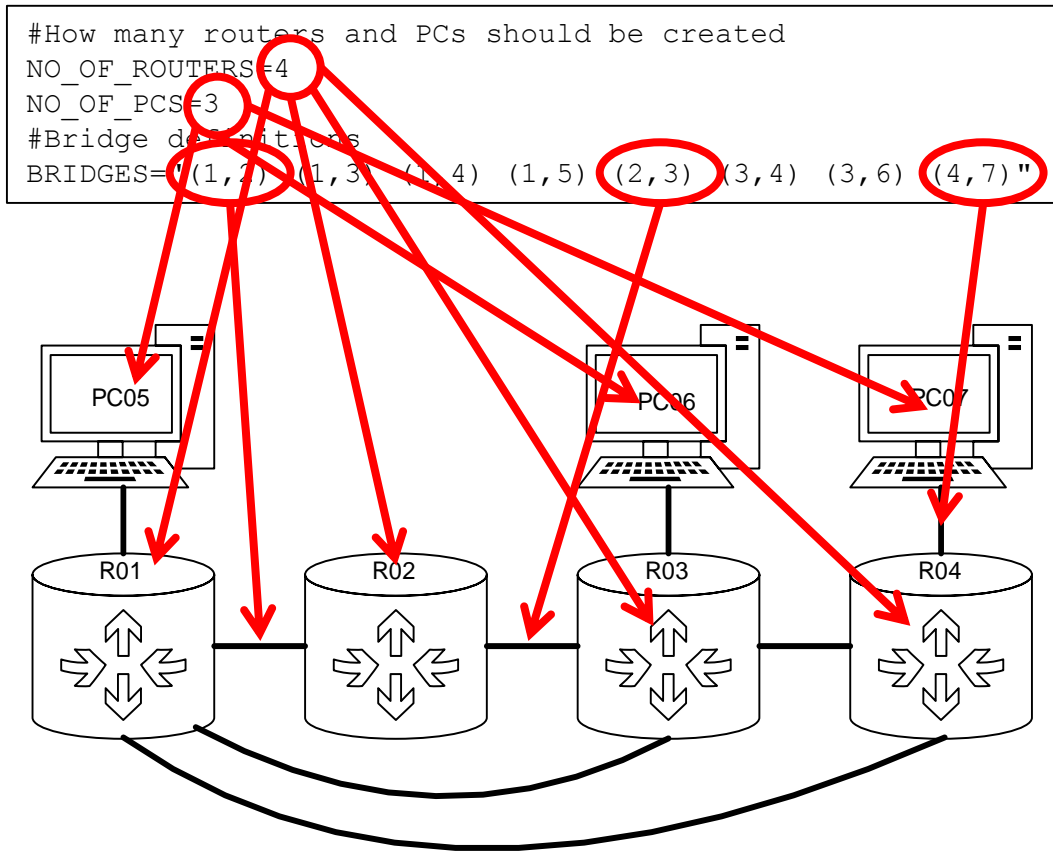 #How many routers and PCs should be created
NO_OF_ROUTERS=4
NO_OF_PCS=3
#Bridge definitions
BRIDGES="(1,2) (1,3) (1,4) (1,5) (2,3) (3,4) (3,6) (4,7)"
PC05 PC06 PC07
R01 R02 R03 R04